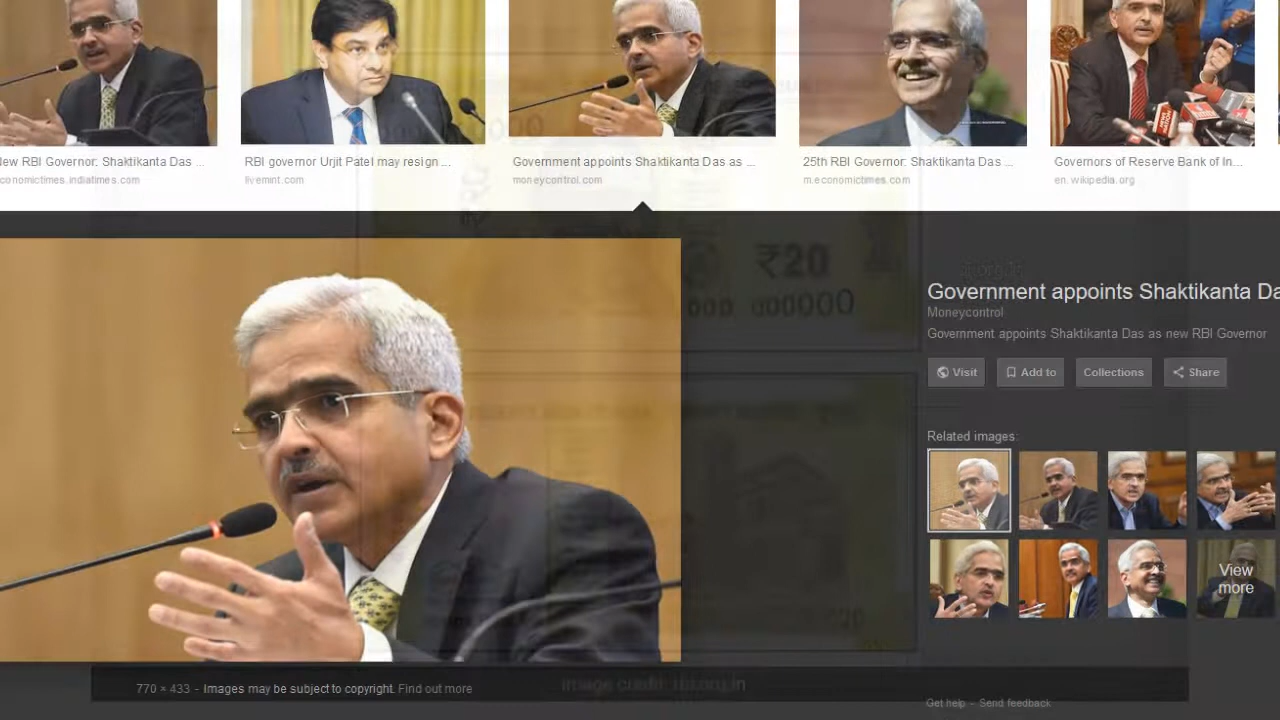 New RBI Governor: Shaktikanta Das ...
conomictimes.indiatimes.com
RBI governor Urjit Patel may resign ...
livemint.com
Government appoints Shaktikanta Das as ...
moneycontrol.com
25th RBI Governor: Shaktikanta Das ...
m.economictimes.com
Governors of Reserve Bank of In...
en.wikipedia.org
₹20
000 000000
Government appoints Shaktikanta Da
Moneycontrol
Government appoints Shaktikanta Das as new RBI Governor
Visit
Add to
Collections
Share
Related images:
View
more
770 × 433 - Images may be subject to copyright. Find out more
image credit: rbi.org.in
Get help - Send feedback